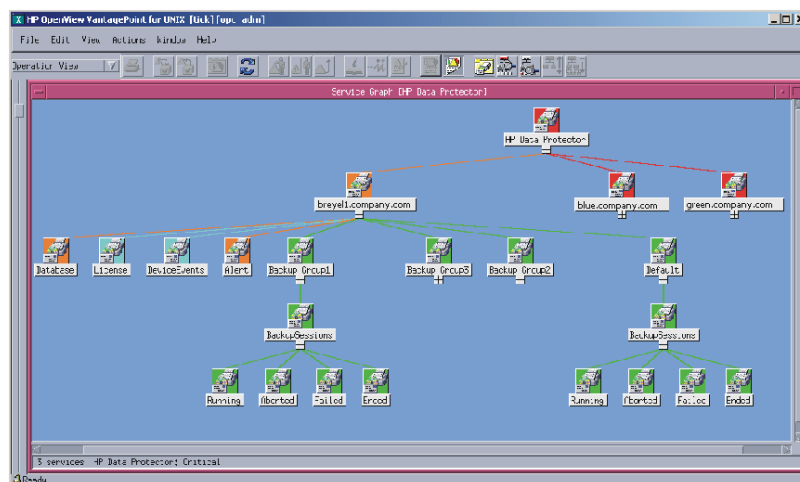 HP OpenView VantagePoint for UNIX [tick] [opc_adm]
File Edit View Actions Window Help
Operation View
Service Graph [HP Data Protector]
HP Data Protector
breyel1.company.com blue.company.com green.company.com
Database License DeviceEvents Alert Backup Group1 Backup Group3 Backup Group2 Default
BackupSessions BackupSessions
Running Aborted Failed Ended Running Aborted Failed Ended
3 services HP Data Protector: Critical
Ready